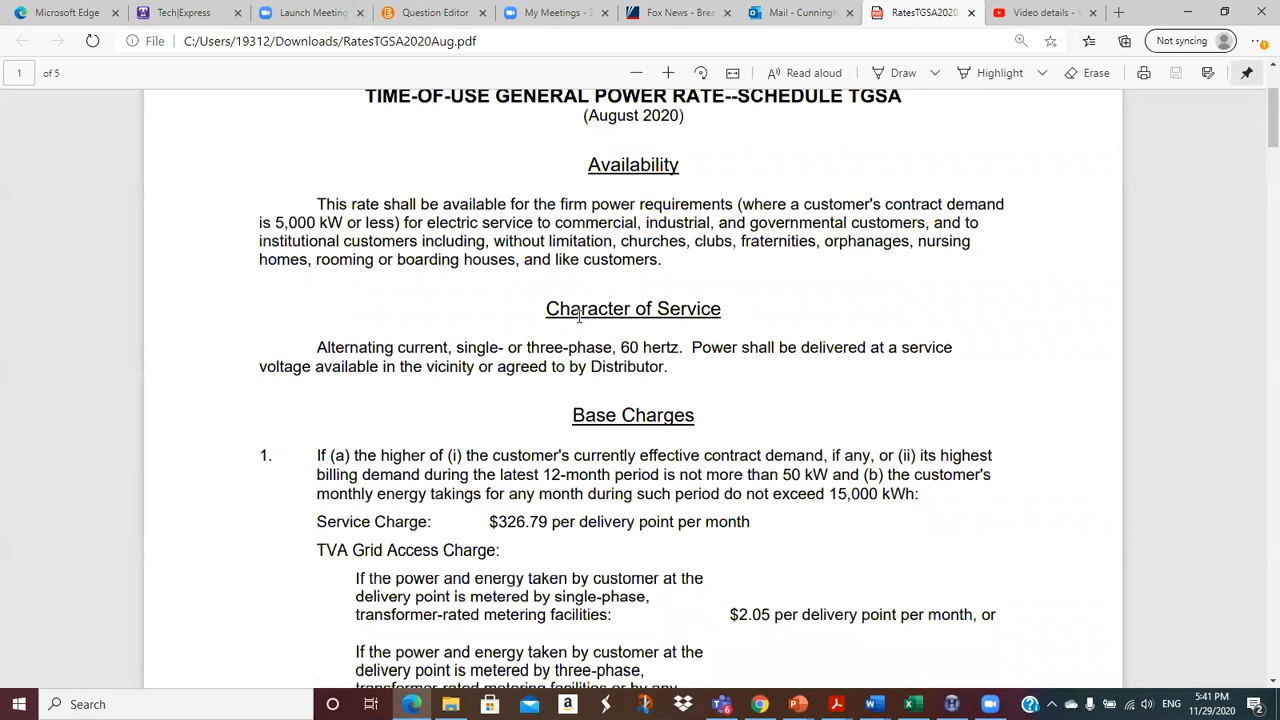 Microsoft Edge
TechExpress
Launch Meeting
Question Editor
My Meetings - Z
Fox News - Brea
Mail - Cunningh
RatesTGSA2020
Video details - Y
File
C:/Users/19312/Downloads/RatesTGSA2020Aug.pdf
Not syncing
1
of 5
Read aloud
Draw
Highlight
Erase
TIME-OF-USE GENERAL POWER RATE--SCHEDULE TGSA
(August 2020)
Availability
This rate shall be available for the firm power requirements (where a customer's contract demand
is 5,000 kW or less) for electric service to commercial, industrial, and governmental customers, and to
institutional customers including, without limitation, churches, clubs, fraternities, orphanages, nursing
homes, rooming or boarding houses, and like customers.
Character of Service
Alternating current, single- or three-phase, 60 hertz. Power shall be delivered at a service
voltage available in the vicinity or agreed to by Distributor.
Base Charges
1. If (a) the higher of (i) the customer's currently effective contract demand, if any, or (ii) its highest
billing demand during the latest 12-month period is not more than 50 kW and (b) the customer's
monthly energy takings for any month during such period do not exceed 15,000 kWh:
Service Charge: $326.79 per delivery point per month
TVA Grid Access Charge:
If the power and energy taken by customer at the
delivery point is metered by single-phase,
transformer-rated metering facilities: $2.05 per delivery point per month, or
If the power and energy taken by customer at the
delivery point is metered by three-phase,
transformer-rated metering facilities or by any
Search
ENG
5:41 PM
11/29/2020